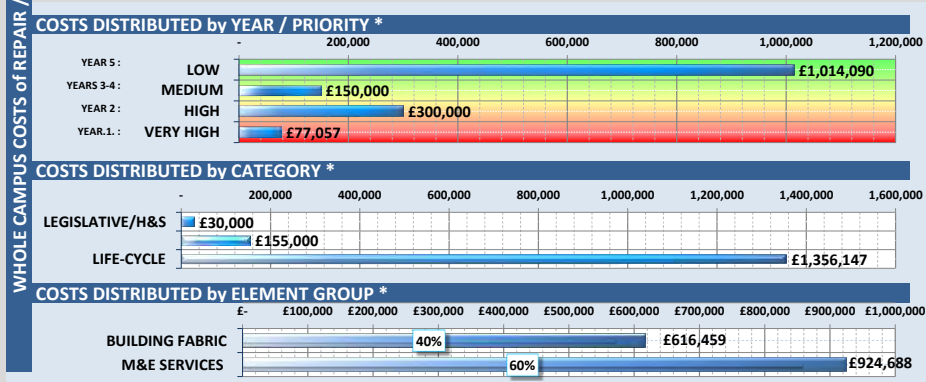 WHOLE CAMPUS COSTS of REPAIR /
COSTS DISTRIBUTED by YEAR / PRIORITY *
- 200,000 400,000 600,000 800,000 1,000,000 1,200,000
YEAR 5 : LOW £1,014,090
YEARS 3-4 : MEDIUM £150,000
YEAR 2 : HIGH £300,000
YEAR.1. : VERY HIGH £77,057
COSTS DISTRIBUTED by CATEGORY *
- 200,000 400,000 600,000 800,000 1,000,000 1,200,000 1,400,000 1,600,000
LEGISLATIVE/H&S £30,000
£155,000
LIFE-CYCLE £1,356,147
COSTS DISTRIBUTED by ELEMENT GROUP *
£- £100,000 £200,000 £300,000 £400,000 £500,000 £600,000 £700,000 £800,000 £900,000 £1,000,000
BUILDING FABRIC 40% £616,459
M&E SERVICES 60% £924,688